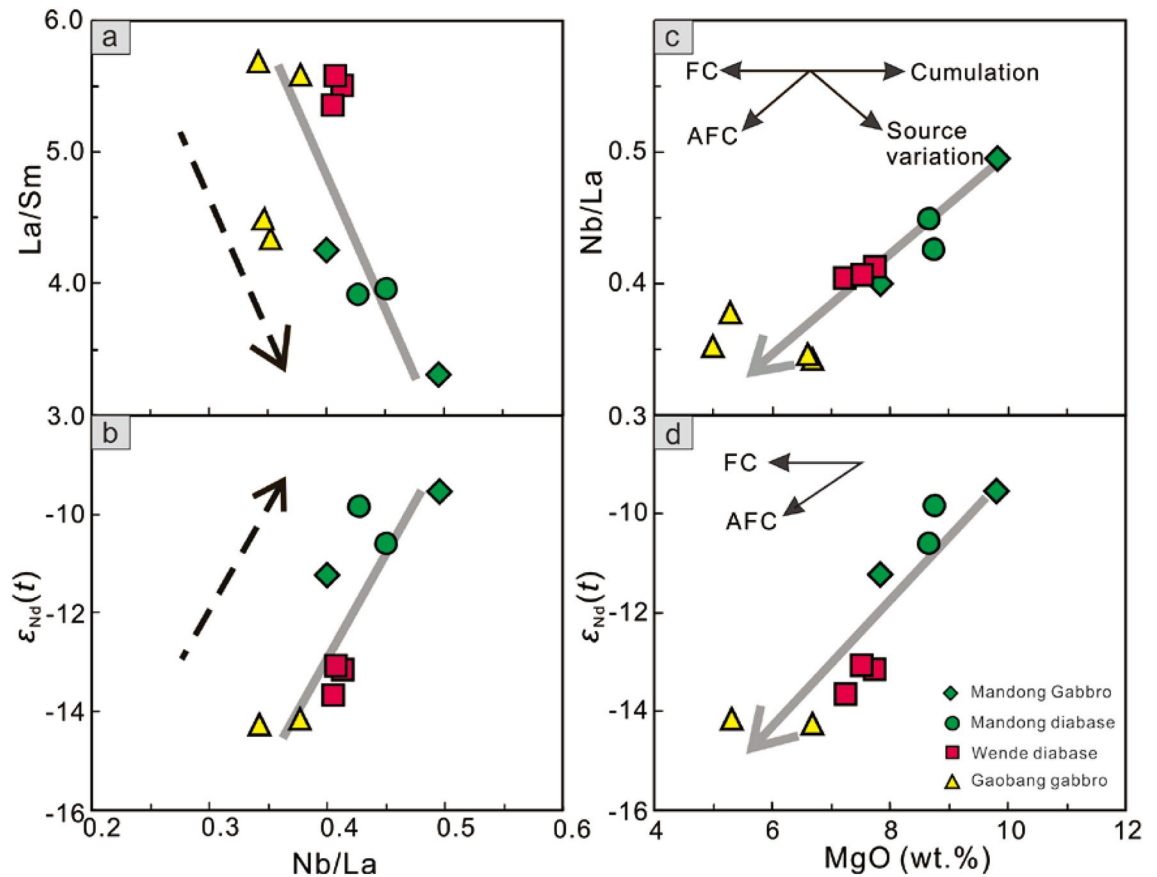 a
6.0
5.0
4.0
3.0
La/Sm
c
FC
Cumulation
AFC
Source
variation
0.5
0.4
0.3
Nb/La
b
-10
-12
-14
-16
εNd(t)
0.2
0.3
0.4
0.5
0.6
Nb/La
d
FC
AFC
-10
-12
-14
-16
εNd(t)
Mandong Gabbro
Mandong diabase
Wende diabase
Gaobang gabbro
4
6
8
10
12
MgO (wt.%)